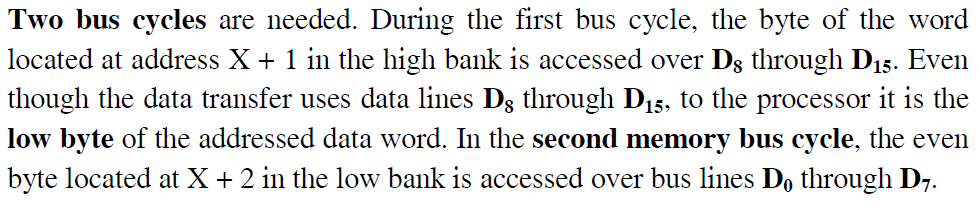 Two bus cycles are needed. During the first bus cycle, the byte of the word
located at address X + 1 in the high bank is accessed over D₈ through D₁₅. Even
though the data transfer uses data lines D₈ through D₁₅, to the processor it is the
low byte of the addressed data word. In the second memory bus cycle, the even
byte located at X + 2 in the low bank is accessed over bus lines D₀ through D₇.